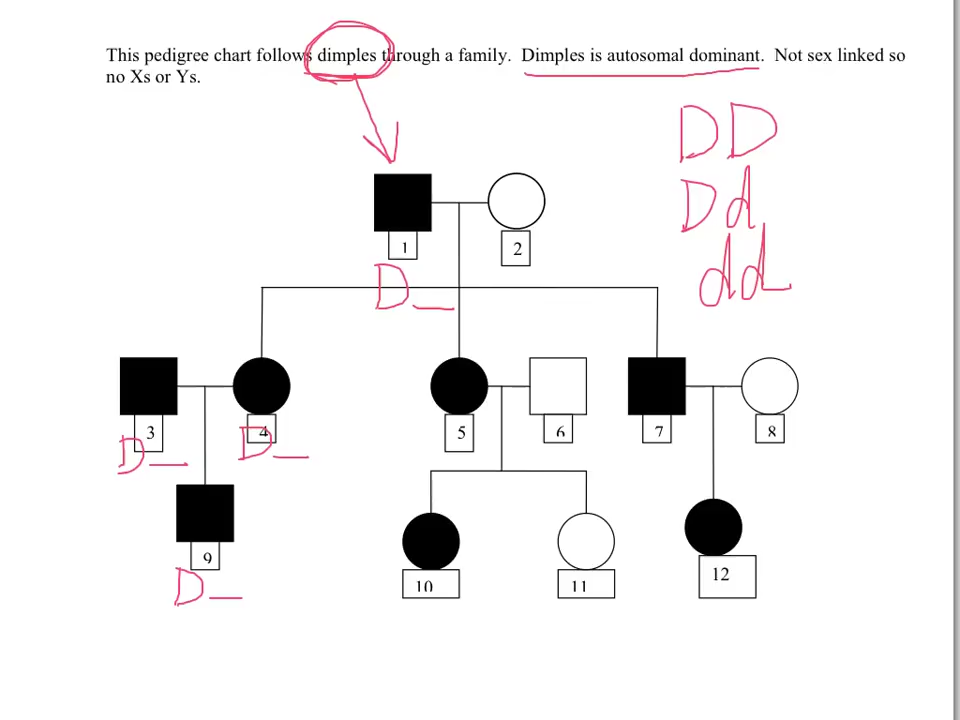 This pedigree chart follows dimples through a family. Dimples is autosomal dominant. Not sex linked so
no Xs or Ys.
DD
Dd
dd
1
2
D_
3
4
5
6
7
8
D_
D_
9
10
11
12
D_